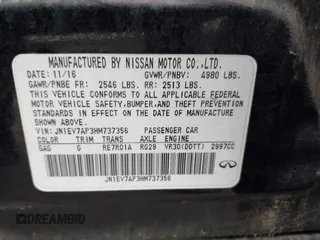 MANUFACTURED BY NISSAN MOTOR CO.,LTD.
DATE: 11/16 GVWR/PNBV: 4980 LBS.
GAWR/PNBE FR: 2546 LBS RR: 2513 LBS.
THIS VEHICLE CONFORMS TO ALL APPLICABLE FEDERAL
MOTOR VEHICLE SAFETY, BUMPER, AND THEFT PREVENTION
STANDARDS IN EFFECT ON THE DATE OF MANUFACTURE
SHOWN ABOVE.
VIN: JN1EV7AP3HM737356 PASSENGER CAR
COLOR TRIM TRANS AXLE ENGINE
GAG G RE7R01A RG29 VR30(DDTT) 2997CC
JN1EV7AP3HM737356
DREAMBID